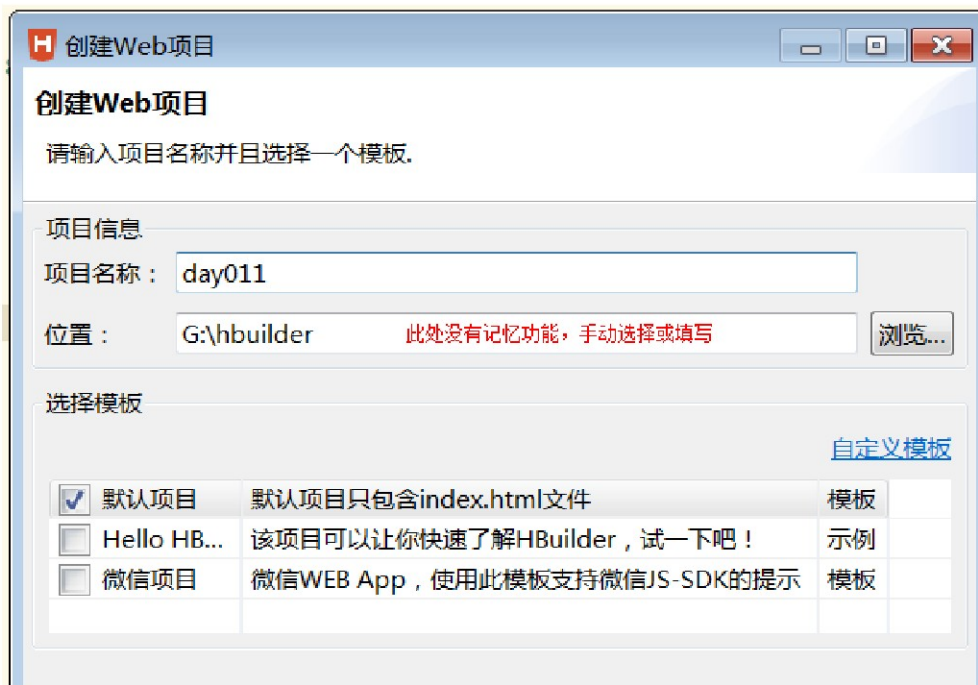 创建Web项目
创建Web项目
请输入项目名称并且选择一个模板.
项目信息
项目名称： day011
位置： G:\hbuilder 此处没有记忆功能，手动选择或填写 浏览...
选择模板
自定义模板
默认项目 默认项目只包含index.html文件 模板
Hello HB... 该项目可以让你快速了解HBuilder，试一下吧！ 示例
微信项目 微信WEB App，使用此模板支持微信JS-SDK的提示 模板